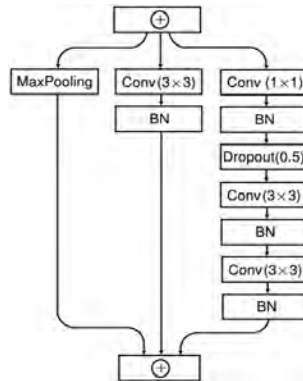 MaxPooling
Conv(3×3)
BN
Conv (1×1)
BN
Dropout(0.5)
Conv(3×3)
BN
Conv(3×3)
BN